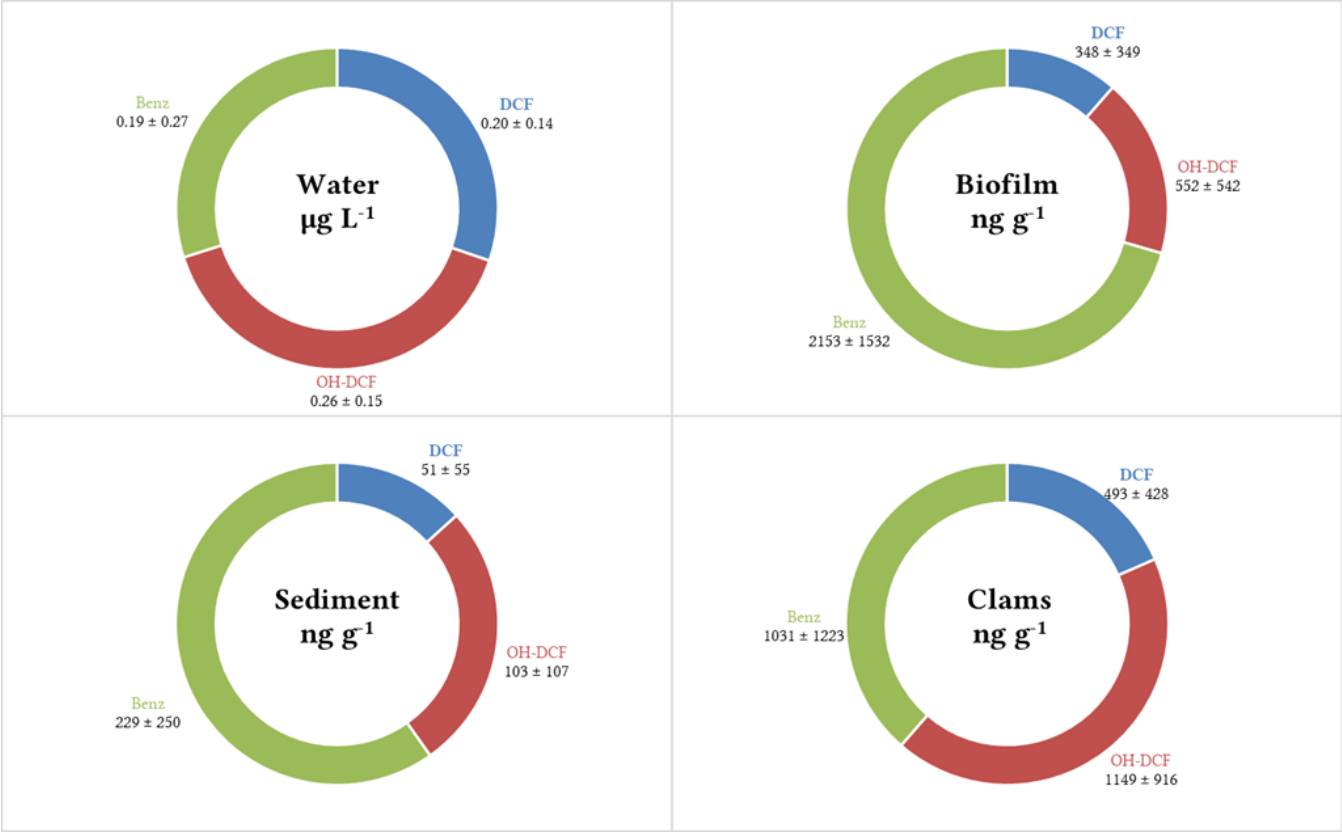 Benz
0.19 ± 0.27
DCF
0.20 ± 0.14
Water
µg L-1
OH-DCF
0.26 ± 0.15
DCF
348 ± 349
OH-DCF
552 ± 542
Biofilm
ng g-1
Benz
2153 ± 1532
DCF
51 ± 55
Sediment
ng g-1
OH-DCF
103 ± 107
Benz
229 ± 250
DCF
493 ± 428
Clams
ng g-1
Benz
1031 ± 1223
OH-DCF
1149 ± 916